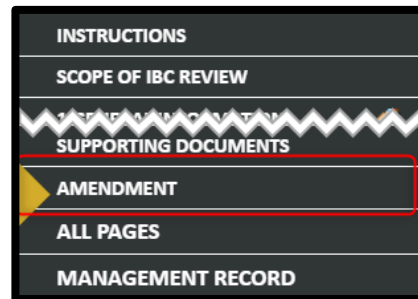 INSTRUCTIONS
SCOPE OF IBC REVIEW
SUPPORTING DOCUMENTS
AMENDMENT
ALL PAGES
MANAGEMENT RECORD